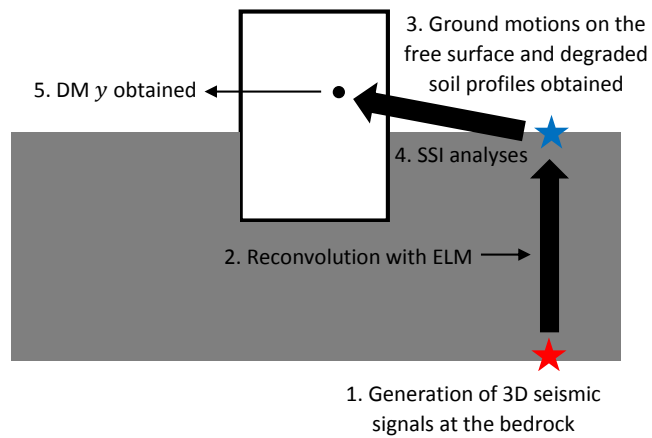 3. Ground motions on the
free surface and degraded
soil profiles obtained
5. DM y obtained
4. SSI analyses
2. Reconvolution with ELM
1. Generation of 3D seismic
signals at the bedrock